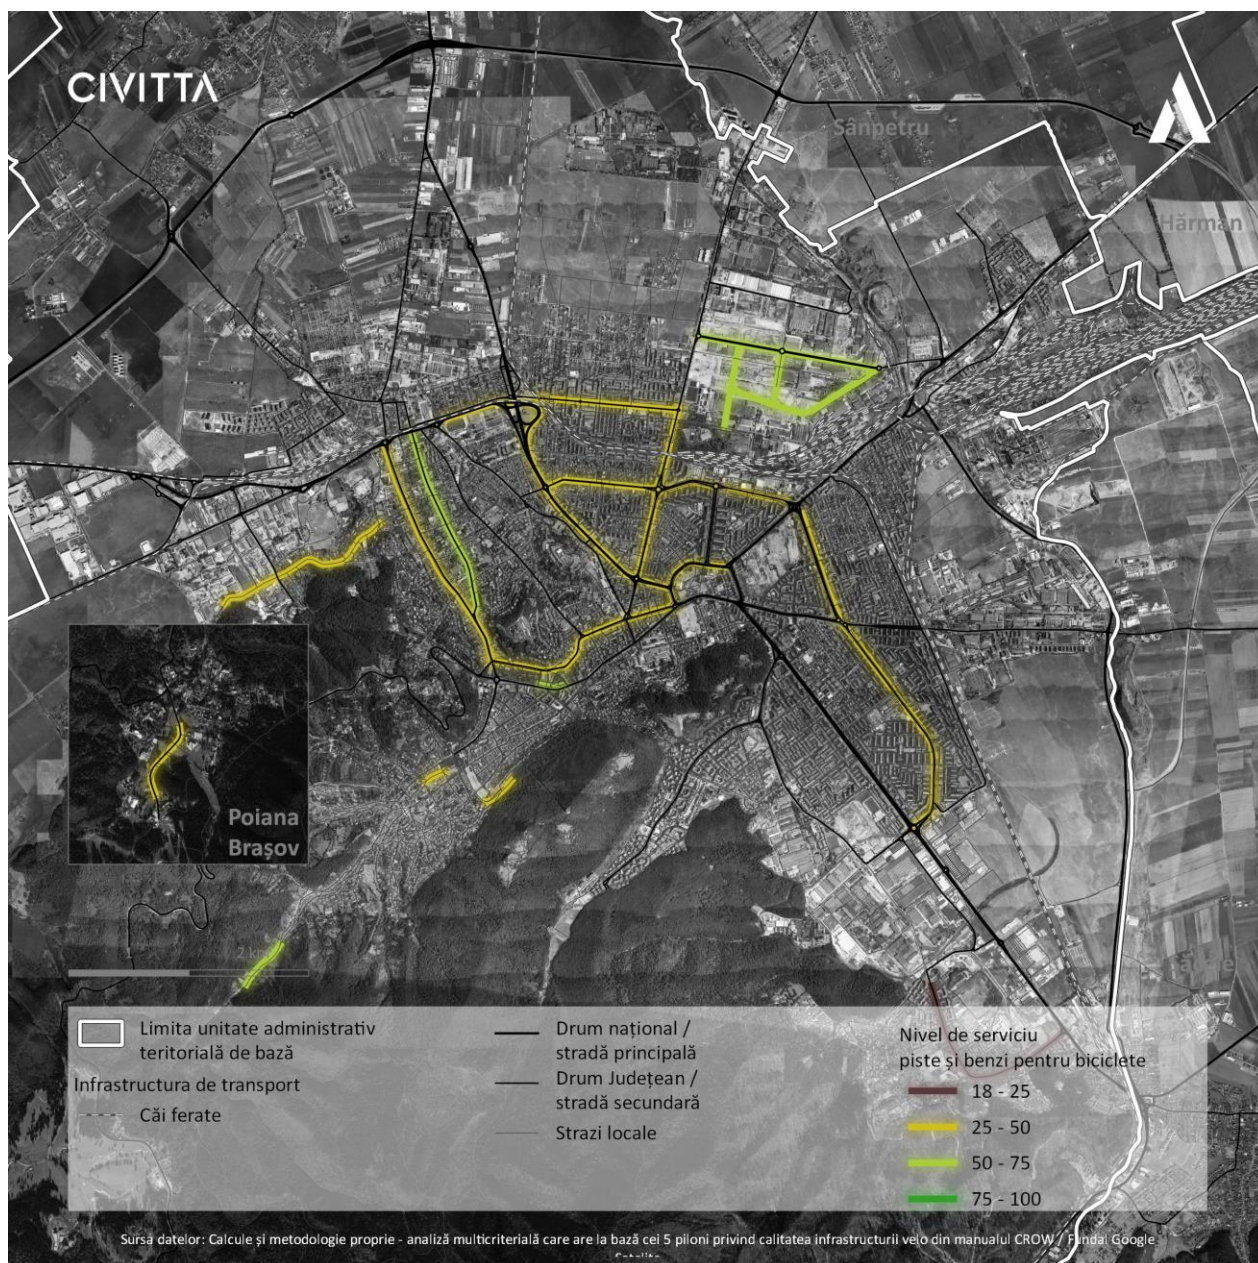 CIVITTA
Sânpetru
Hărman
Poiana
Brașov
Limita unitate administrativ
teritorială de bază
Infrastructura de transport
Căi ferate
Drum național /
stradă principală
Drum Județean /
stradă secundară
Strazi locale
Nivel de serviciu
piste și benzi pentru biciclete
18 - 25
25 - 50
50 - 75
75 - 100
Sursa datelor: Calcule și metodologie proprie - analiză multicriterială care are la bază cei 5 piloni privind calitatea infrastructurii velo din manualul CROW / Fundal Google